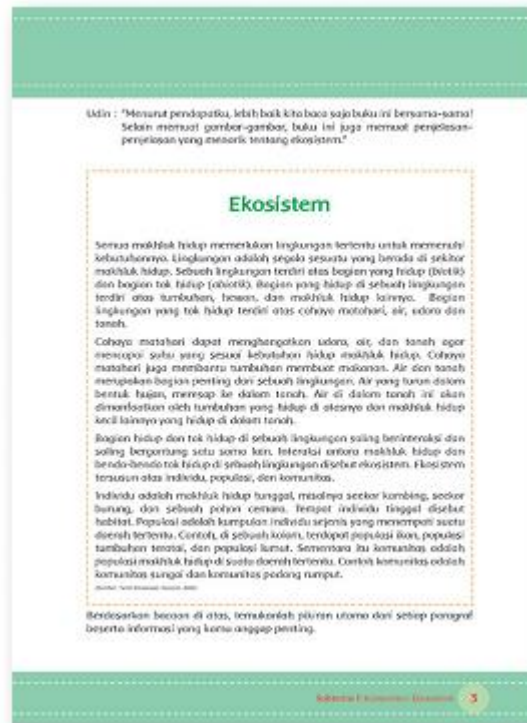 Udin : "Menurut pendapatku, lebih baik kita baca saja buku ini bersama-sama!
Selain memuat gambar-gambar, buku ini juga memuat penjelasan-
penjelasan yang menarik tentang ekosistem."
Ekosistem
Semua makhluk hidup memerlukan lingkungan tertentu untuk memenuhi
kebutuhannya. Lingkungan adalah segala sesuatu yang berada di sekitar
makhluk hidup. Sebuah lingkungan terdiri atas bagian yang hidup (biotik)
dan bagian tak hidup (abiotik). Bagian yang hidup di sebuah lingkungan
terdiri atas tumbuhan, hewan, dan makhluk hidup lainnya. Bagian
lingkungan yang tak hidup terdiri atas cahaya matahari, air, udara dan
tanah.
Cahaya matahari dapat menghangatkan udara, air, dan tanah agar
mencapai suhu yang sesuai kebutuhan hidup makhluk hidup. Cahaya
matahari juga membantu tumbuhan membuat makanan. Air dan tanah
merupakan bagian penting dari sebuah lingkungan. Air yang turun dalam
bentuk hujan, meresap ke dalam tanah. Air di dalam tanah ini akan
dimanfaatkan oleh tumbuhan yang hidup di atasnya dan makhluk hidup
kecil lainnya yang hidup di dalam tanah.
Bagian hidup dan tak hidup di sebuah lingkungan saling berinteraksi dan
saling bergantung satu sama lain. Interaksi antara makhluk hidup dan
benda-benda tak hidup di sebuah lingkungan disebut ekosistem. Ekosistem
tersusun atas individu, populasi, dan komunitas.
Individu adalah makhluk hidup tunggal, misalnya seekor kambing, seekor
burung, dan sebuah pohon cemara. Tempat individu tinggal disebut
habitat. Populasi adalah kumpulan individu sejenis yang menempati suatu
daerah tertentu. Contoh, di sebuah kolam, terdapat populasi ikan, populasi
tumbuhan teratai, dan populasi lumut. Sementara itu komunitas adalah
populasi makhluk hidup di suatu daerah tertentu. Contoh komunitas adalah
komunitas sungai dan komunitas padang rumput.
Berdasarkan bacaan di atas, temukanlah pikiran utama dari setiap paragraf
beserta informasi yang kamu anggap penting.
Subtema 1: Komponen Ekosistem 3